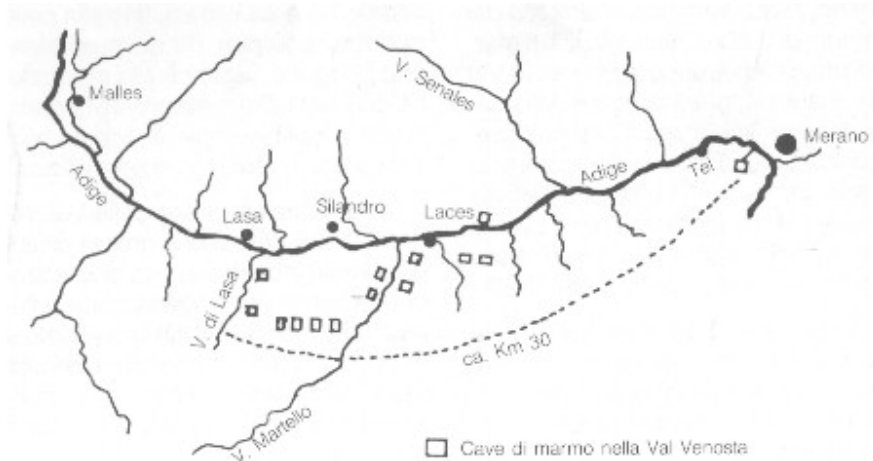 V. Senales
Malles
Merano
Adige
Tel
Adige
Silandro
Laces
Lasa
V. di Lasa
ca. Km 30
V. Martello
Cave di marmo nella Val Venosta